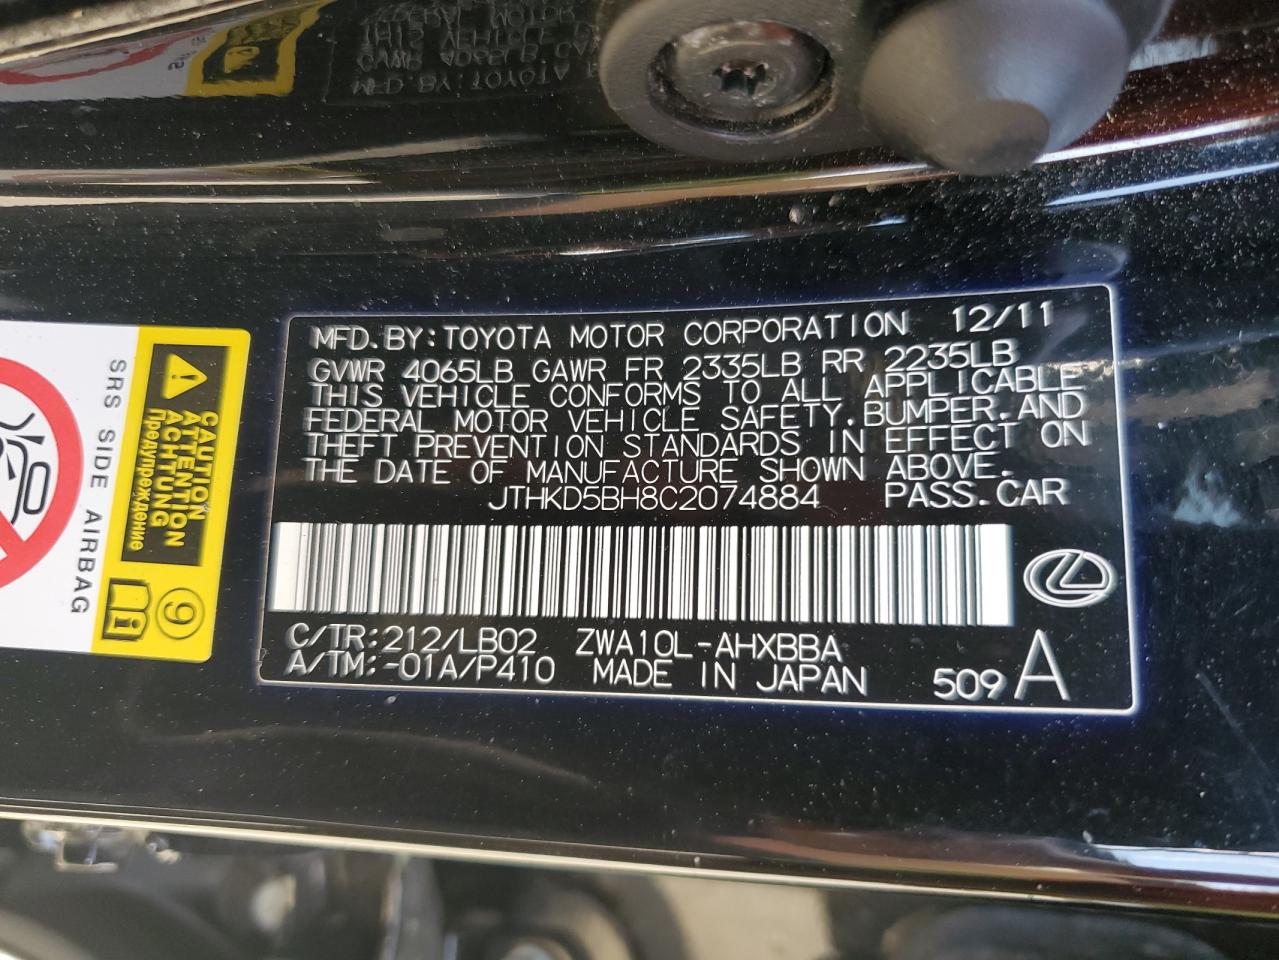 MFD.BY:TOYOTA MOTOR CORPORATION 12/11
GVWR 4065LB GAWR FR 2335LB RR 2235LB
THIS VEHICLE CONFORMS TO ALL APPLICABLE
FEDERAL MOTOR VEHICLE SAFETY,BUMPER,AND
THEFT PREVENTION STANDARDS IN EFFECT ON
THE DATE OF MANUFACTURE SHOWN ABOVE.
JTHKD5BH8C2074884 PASS.CAR
C/TR:212/LB02 ZWA10L-AHXBBA
A/TM:-01A/P410 MADE IN JAPAN 509 A
SRS SIDE AIRBAG
CAUTION
ATTENTION
ACHTUNG
Предупреждение
9